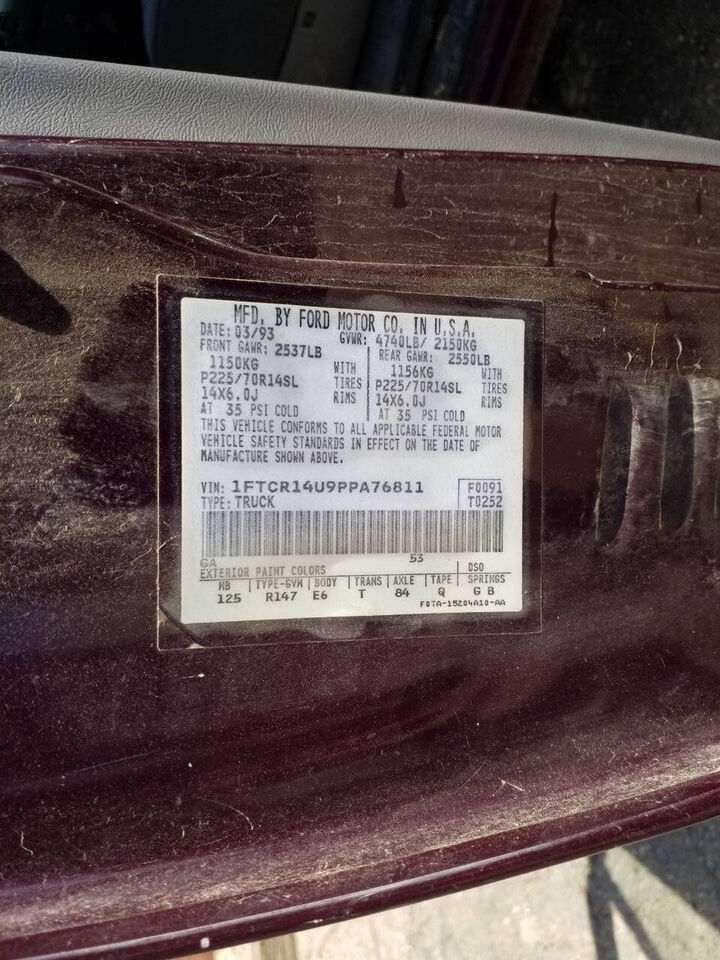 MFD. BY FORD MOTOR CO. IN U.S.A.
DATE: 03/93 GVWR: 4740LB/ 2150KG
FRONT GAWR: 2537LB REAR GAWR: 2550LB
1150KG WITH 1156KG WITH
P225/70R14SL TIRES P225/70R14SL TIRES
14X6.0J RIMS 14X6.0J RIMS
AT 35 PSI COLD AT 35 PSI COLD
THIS VEHICLE CONFORMS TO ALL APPLICABLE FEDERAL MOTOR
VEHICLE SAFETY STANDARDS IN EFFECT ON THE DATE OF
MANUFACTURE SHOWN ABOVE.
VIN: 1FTCR14U9PPA76811 F0091
TYPE: TRUCK T0252
GA 53
EXTERIOR PAINT COLORS DSO
WB TYPE-GVM BODY TRANS AXLE TAPE SPRINGS
125 R147 E6 T 84 Q G B
F07A-15204A10-AA